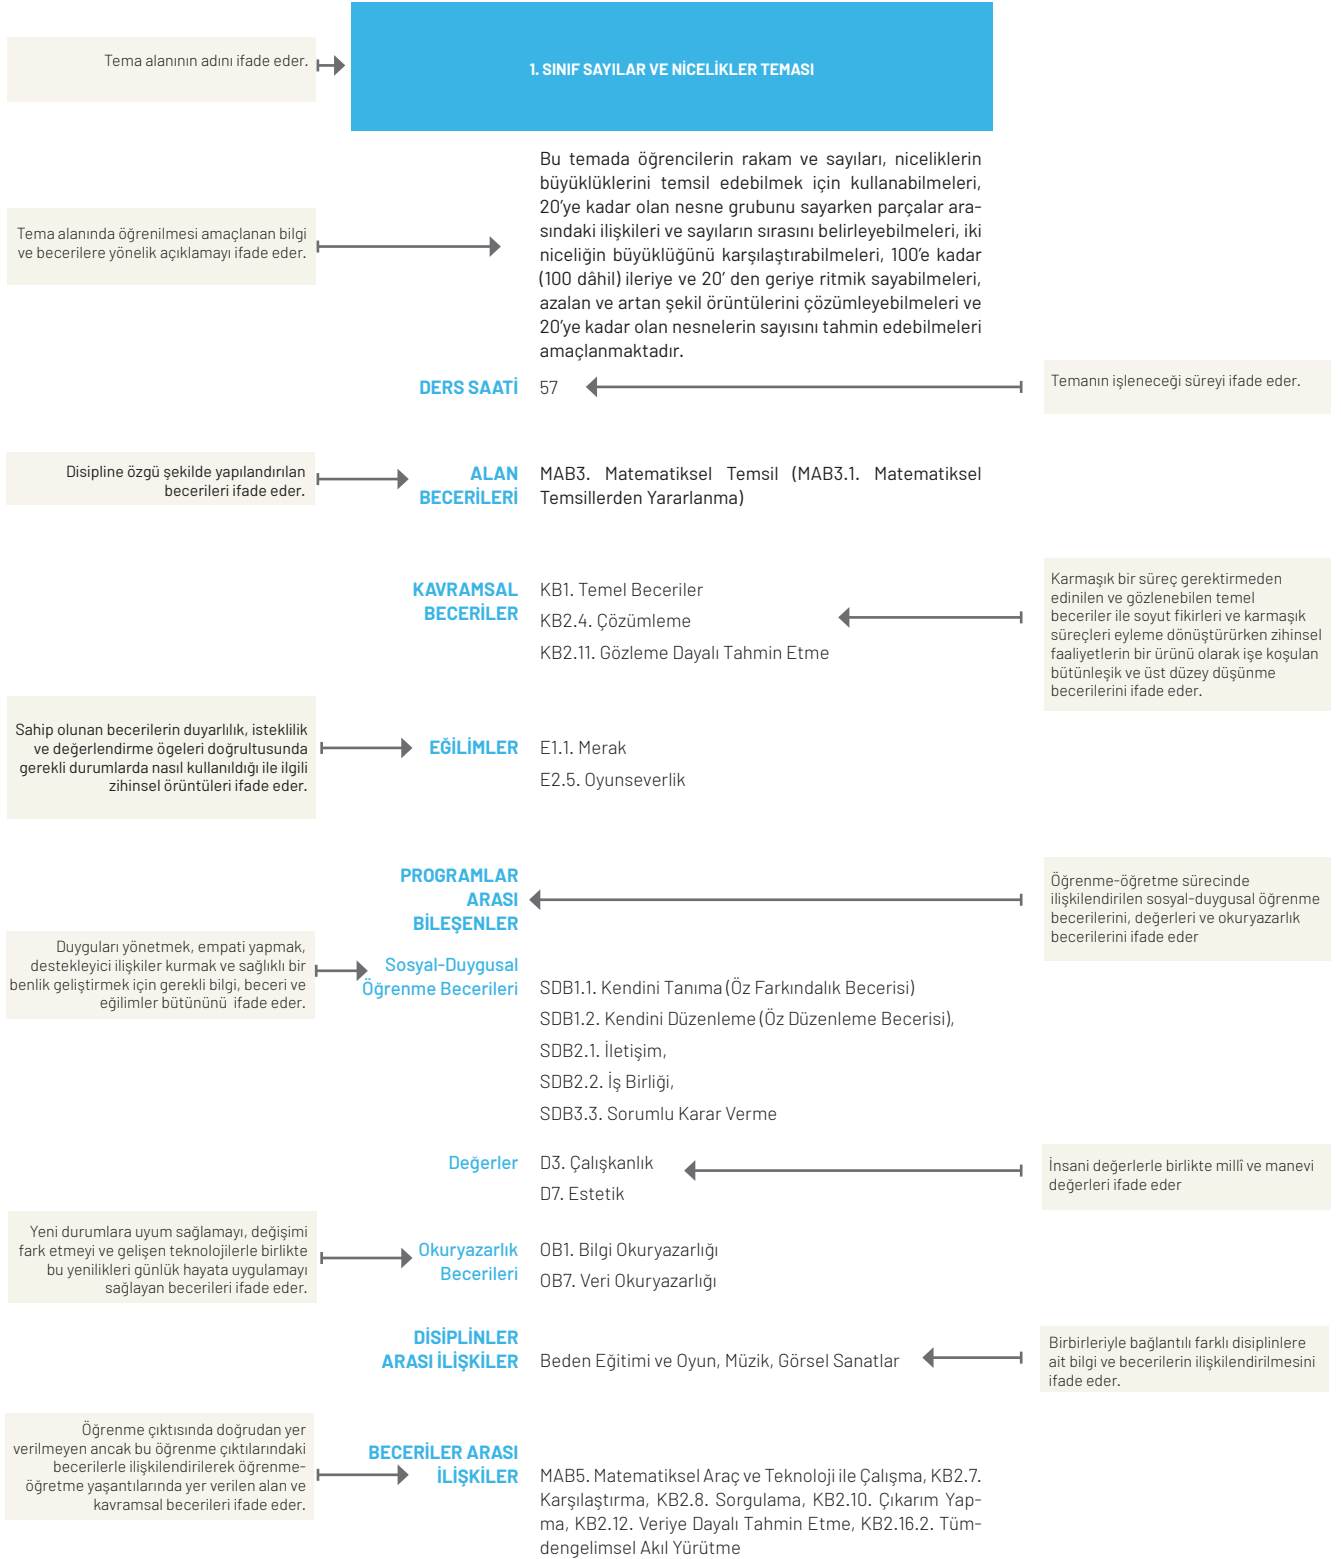 Tema alanının adını ifade eder.
1. SINIF SAYILAR VE NİCELİKLER TEMASI
Bu temada öğrencilerin rakam ve sayıları, niceliklerin
büyüklüklerini temsil edebilmek için kullanabilmeleri,
20'ye kadar olan nesne grubunu sayarken parçalar ara-
sındaki ilişkileri ve sayıların sırasını belirleyebilmeleri, iki
niceliğin büyüklüğünü karşılaştırabilmeleri, 100'e kadar
(100 dâhil) ileriye ve 20' den geriye ritmik sayabilmeleri,
azalan ve artan şekil örüntülerini çözümleyebilmeleri ve
20'ye kadar olan nesnelerin sayısını tahmin edebilmeleri
amaçlanmaktadır.
Tema alanında öğrenilmesi amaçlanan bilgi
ve becerilere yönelik açıklamayı ifade eder.
DERS SAATİ 57
Temanın işleneceği süreyi ifade eder.
Disipline özgü şekilde yapılandırılan
becerileri ifade eder.
ALAN
BECERİLERİ
MAB3. Matematiksel Temsil (MAB3.1. Matematiksel
Temsillerden Yararlanma)
KAVRAMSAL
BECERİLER
KB1. Temel Beceriler
KB2.4. Çözümleme
KB2.11. Gözleme Dayalı Tahmin Etme
Karmaşık bir süreç gerektirmeden
edinilen ve gözlenebilen temel
beceriler ile soyut fikirleri ve karmaşık
süreçleri eyleme dönüştürürken zihinsel
faaliyetlerin bir ürünü olarak işe koşulan
bütünleşik ve üst düzey düşünme
becerilerini ifade eder.
Sahip olunan becerilerin duyarlılık, isteklilik
ve değerlendirme ögeleri doğrultusunda
gerekli durumlarda nasıl kullanıldığı ile ilgili
zihinsel örüntüleri ifade eder.
EĞİLİMLER
E1.1. Merak
E2.5. Oyunseverlik
PROGRAMLAR
ARASI
BİLEŞENLER
Öğrenme-öğretme sürecinde
ilişkilendirilen sosyal-duygusal öğrenme
becerilerini, değerleri ve okuryazarlık
becerilerini ifade eder
Duyguları yönetmek, empati yapmak,
destekleyici ilişkiler kurmak ve sağlıklı bir
benlik geliştirmek için gerekli bilgi, beceri ve
eğilimler bütününü ifade eder.
Sosyal-Duygusal
Öğrenme Becerileri
SDB1.1. Kendini Tanıma (Öz Farkındalık Becerisi)
SDB1.2. Kendini Düzenleme (Öz Düzenleme Becerisi),
SDB2.1. İletişim,
SDB2.2. İş Birliği,
SDB3.3. Sorumlu Karar Verme
Değerler
D3. Çalışkanlık
D7. Estetik
İnsani değerlerle birlikte millî ve manevi
değerleri ifade eder
Yeni durumlara uyum sağlamayı, değişimi
fark etmeyi ve gelişen teknolojilerle birlikte
bu yenilikleri günlük hayata uygulamayı
sağlayan becerileri ifade eder.
Okuryazarlık
Becerileri
OB1. Bilgi Okuryazarlığı
OB7. Veri Okuryazarlığı
DİSİPLİNLER
ARASI İLİŞKİLER
Beden Eğitimi ve Oyun, Müzik, Görsel Sanatlar
Birbirleriyle bağlantılı farklı disiplinlere
ait bilgi ve becerilerin ilişkilendirilmesini
ifade eder.
Öğrenme çıktısında doğrudan yer
verilmeyen ancak bu öğrenme çıktılarındaki
becerilerle ilişkilendirilerek öğrenme-
öğretme yaşantılarında yer verilen alan ve
kavramsal becerileri ifade eder.
BECERİLER ARASI
İLİŞKİLER
MAB5. Matematiksel Araç ve Teknoloji ile Çalışma, KB2.7.
Karşılaştırma, KB2.8. Sorgulama, KB2.10. Çıkarım Yap-
ma, KB2.12. Veriye Dayalı Tahmin Etme, KB2.16.2. Tüm-
dengelimsel Akıl Yürütme